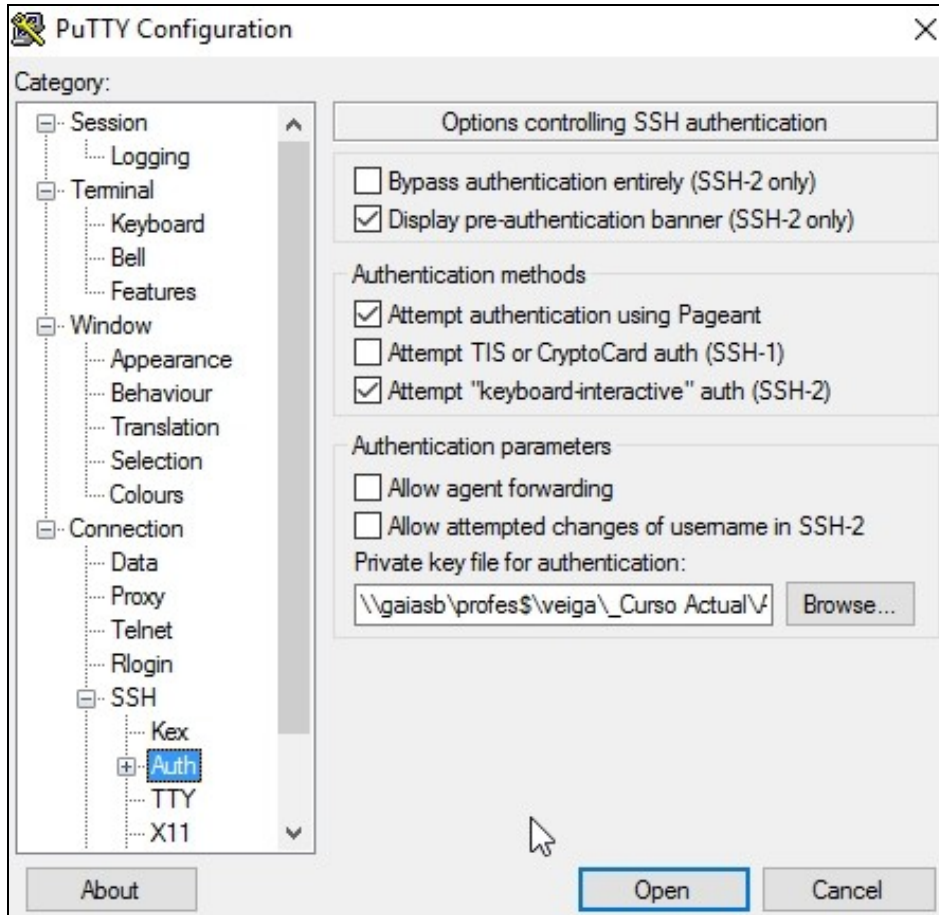 PuTTY Configuration
Category:
Session
Logging
Terminal
Keyboard
Bell
Features
Window
Appearance
Behaviour
Translation
Selection
Colours
Connection
Data
Proxy
Telnet
Rlogin
SSH
Kex
Auth
TTY
X11
Options controlling SSH authentication
Bypass authentication entirely (SSH-2 only)
Display pre-authentication banner (SSH-2 only)
Authentication methods
Attempt authentication using Pageant
Attempt TIS or CryptoCard auth (SSH-1)
Attempt "keyboard-interactive" auth (SSH-2)
Authentication parameters
Allow agent forwarding
Allow attempted changes of username in SSH-2
Private key file for authentication:
\\gaiasb\profes$\veiga\_Curso Actual\A
Browse...
About
Open
Cancel